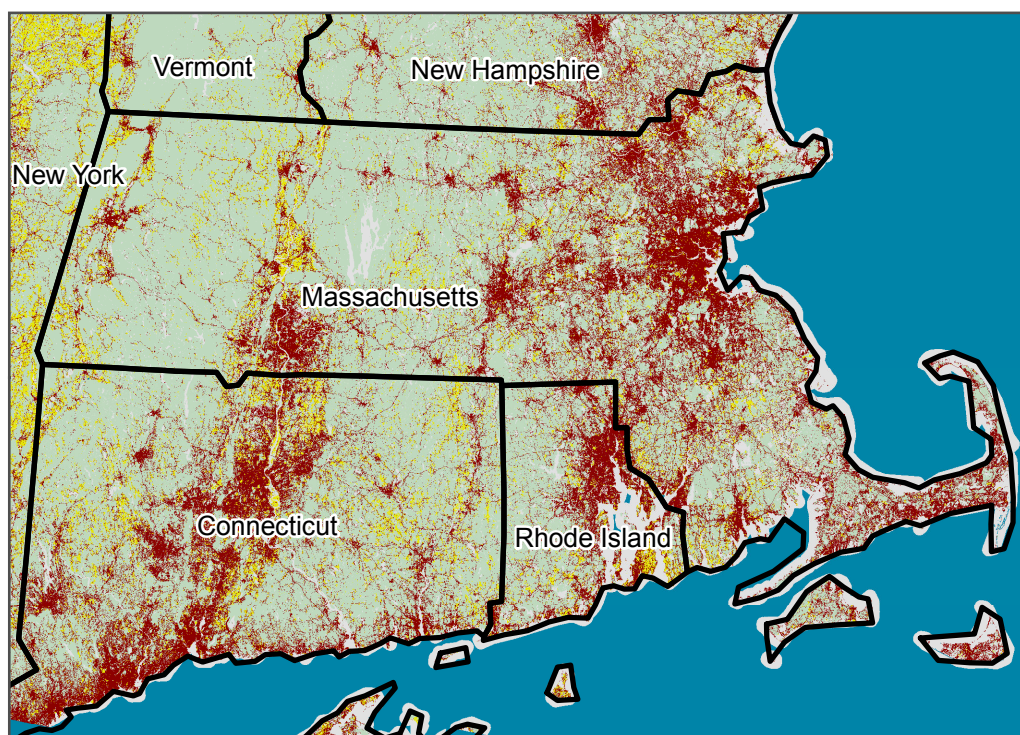 Vermont
New Hampshire
New York
Massachusetts
Connecticut
Rhode Island